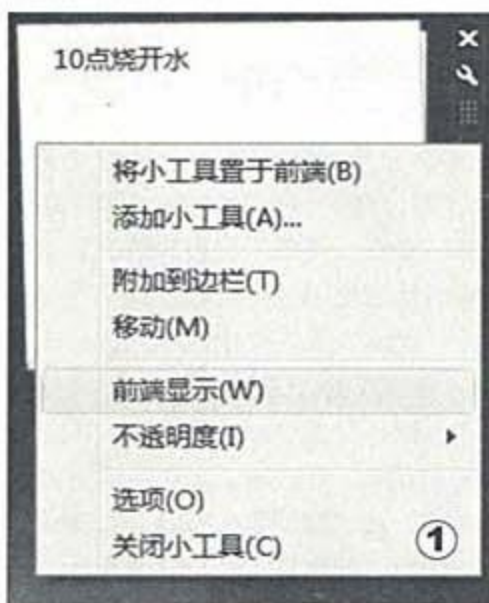 10点烧开水
将小工具置于前端(B)
添加小工具(A)...
附加到边栏(T)
移动(M)
前端显示(W)
不透明度(I)
选项(O)
关闭小工具(C)
①